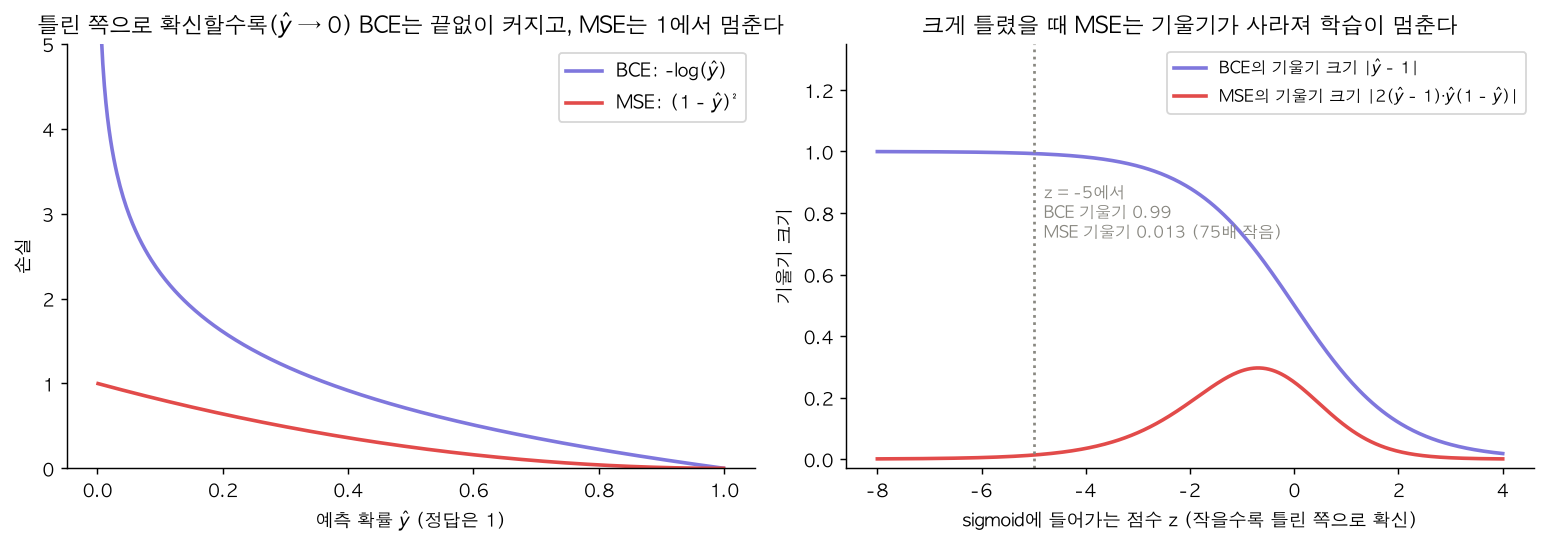 틀린 쪽으로 확신할수록(ŷ → 0) BCE는 끝없이 커지고, MSE는 1에서 멈춘다
5
4
3
2
1
0
손실
BCE: -log(ŷ)
MSE: (1 - ŷ)²
0.0 0.2 0.4 0.6 0.8 1.0
예측 확률 ŷ (정답은 1)
크게 틀렸을 때 MSE는 기울기가 사라져 학습이 멈춘다
1.2
1.0
0.8
0.6
0.4
0.2
0.0
기울기 크기
BCE의 기울기 크기 |ŷ - 1|
MSE의 기울기 크기 |2(ŷ - 1)·ŷ(1 - ŷ)|
z = -5에서
BCE 기울기 0.99
MSE 기울기 0.013 (75배 작음)
-8 -6 -4 -2 0 2 4
sigmoid에 들어가는 점수 z (작을수록 틀린 쪽으로 확신)